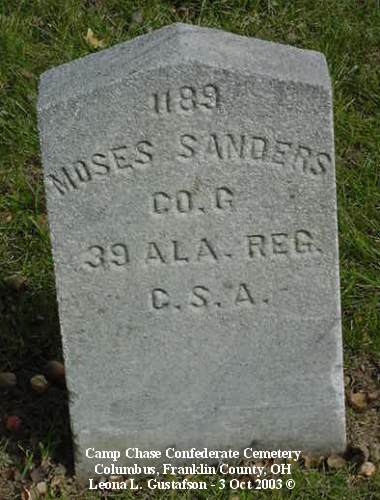 1189
MOSES SANDERS
CO. G
39 ALA. REG.
C. S. A.
Camp Chase Confederate Cemetery
Columbus, Franklin County, OH
Leona L. Gustafson - 3 Oct 2003 ©